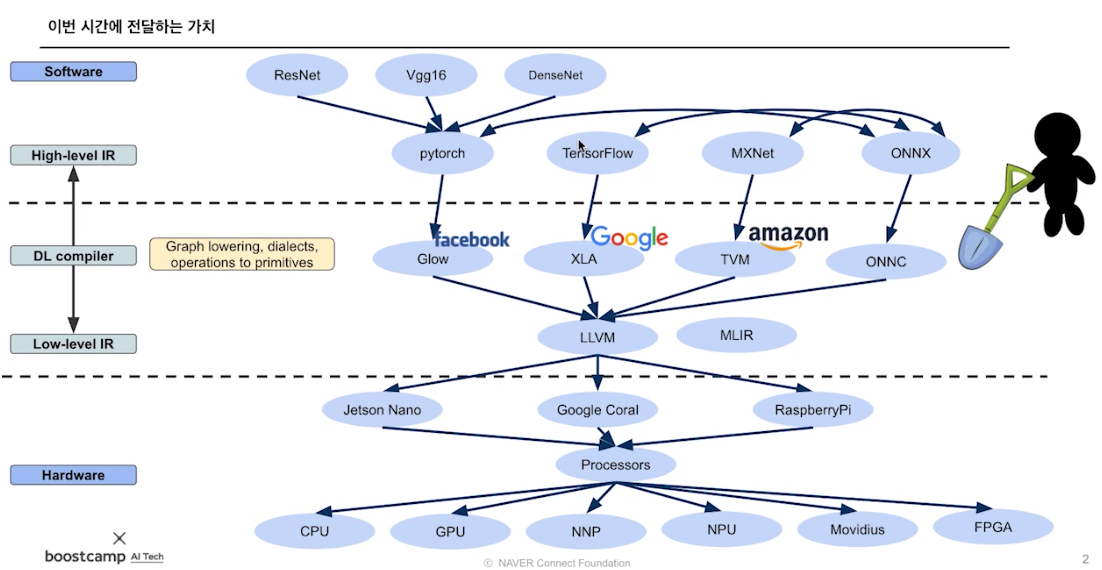 이번 시간에 전달하는 가치
Software
ResNet
Vgg16
DenseNet
High-level IR
pytorch
TensorFlow
MXNet
ONNX
DL compiler
Graph lowering, dialects,
operations to primitives
facebook
Glow
Google
XLA
amazon
TVM
ONNC
Low-level IR
LLVM
MLIR
Jetson Nano
Google Coral
RaspberryPi
Hardware
Processors
CPU
GPU
NNP
NPU
Movidius
FPGA
boostcamp AI Tech
ⓒ NAVER Connect Foundation
2